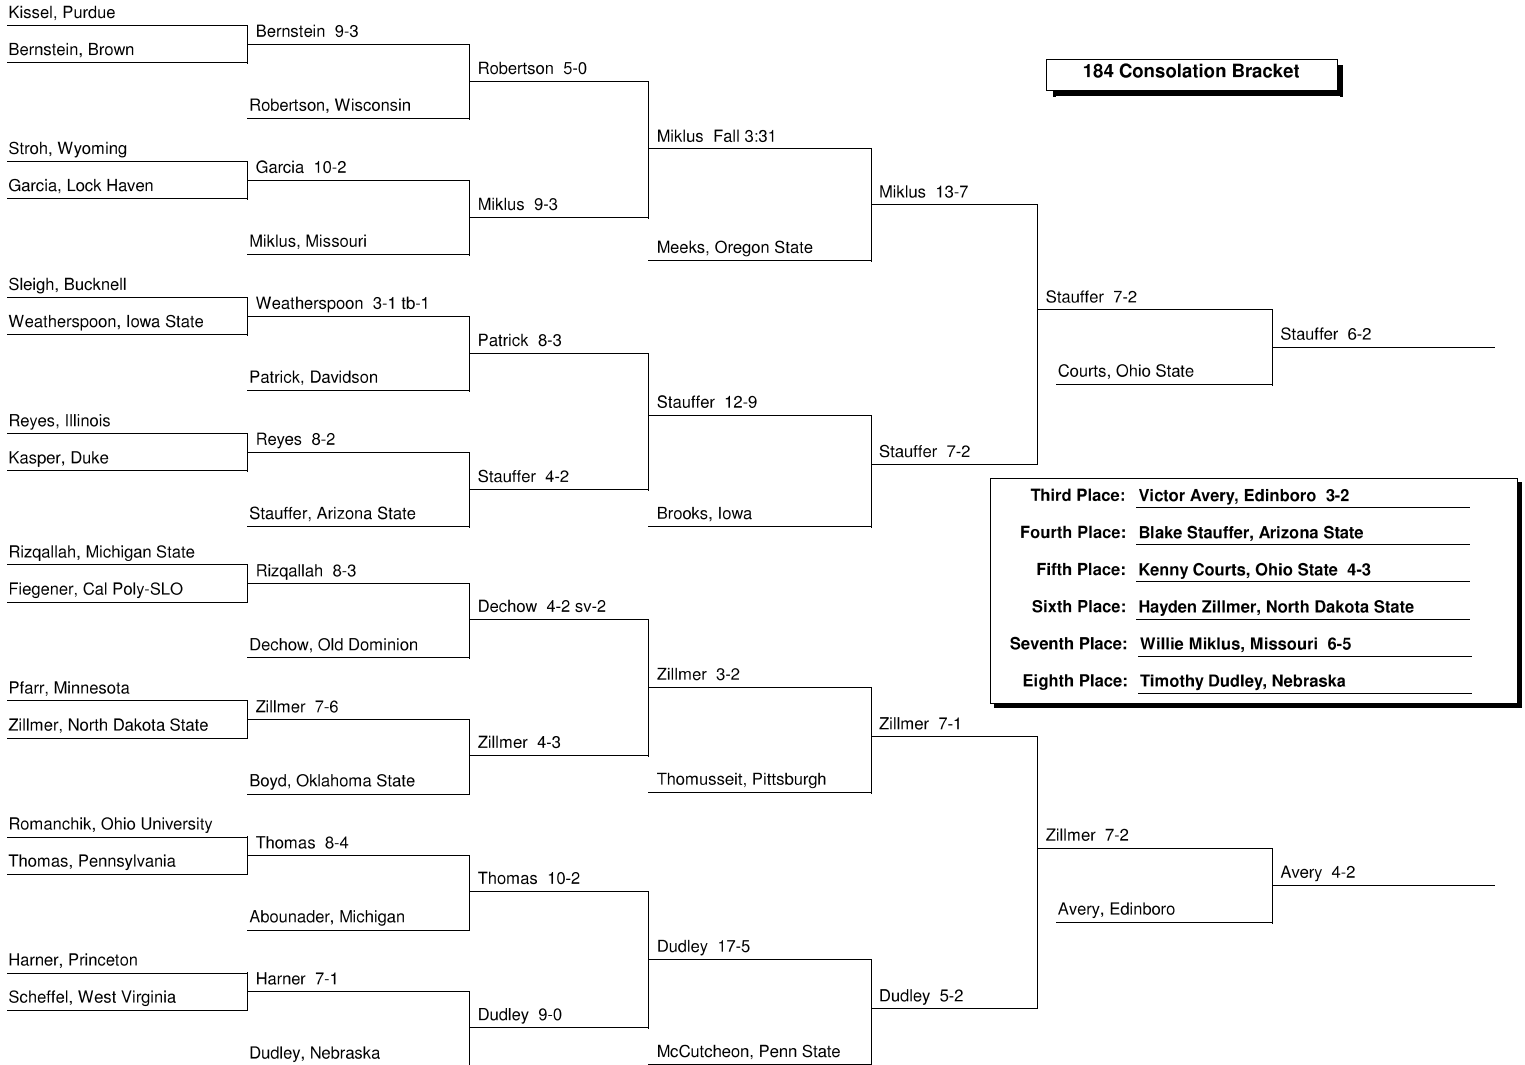 Kissel, Purdue
Bernstein 9-3
Bernstein, Brown
Robertson 5-0
184 Consolation Bracket
Robertson, Wisconsin
Miklus Fall 3:31
Stroh, Wyoming
Garcia 10-2
Garcia, Lock Haven
Miklus 13-7
Miklus 9-3
Miklus, Missouri
Meeks, Oregon State
Sleigh, Bucknell
Stauffer 7-2
Weatherspoon 3-1 tb-1
Weatherspoon, Iowa State
Stauffer 6-2
Patrick 8-3
Courts, Ohio State
Patrick, Davidson
Stauffer 12-9
Reyes, Illinois
Reyes 8-2
Stauffer 7-2
Kasper, Duke
Stauffer 4-2
Third Place: Victor Avery, Edinboro 3-2
Stauffer, Arizona State
Brooks, Iowa
Fourth Place: Blake Stauffer, Arizona State
Rizqallah, Michigan State
Rizqallah 8-3
Fifth Place: Kenny Courts, Ohio State 4-3
Fiegener, Cal Poly-SLO
Dechow 4-2 sv-2
Sixth Place: Hayden Zillmer, North Dakota State
Dechow, Old Dominion
Seventh Place: Willie Miklus, Missouri 6-5
Zillmer 3-2
Eighth Place: Timothy Dudley, Nebraska
Pfarr, Minnesota
Zillmer 7-6
Zillmer, North Dakota State
Zillmer 7-1
Zillmer 4-3
Boyd, Oklahoma State
Thomusseit, Pittsburgh
Romanchik, Ohio University
Zillmer 7-2
Thomas 8-4
Thomas, Pennsylvania
Avery 4-2
Thomas 10-2
Avery, Edinboro
Abounader, Michigan
Dudley 17-5
Harner, Princeton
Harner 7-1
Scheffel, West Virginia
Dudley 5-2
Dudley 9-0
McCutcheon, Penn State
Dudley, Nebraska